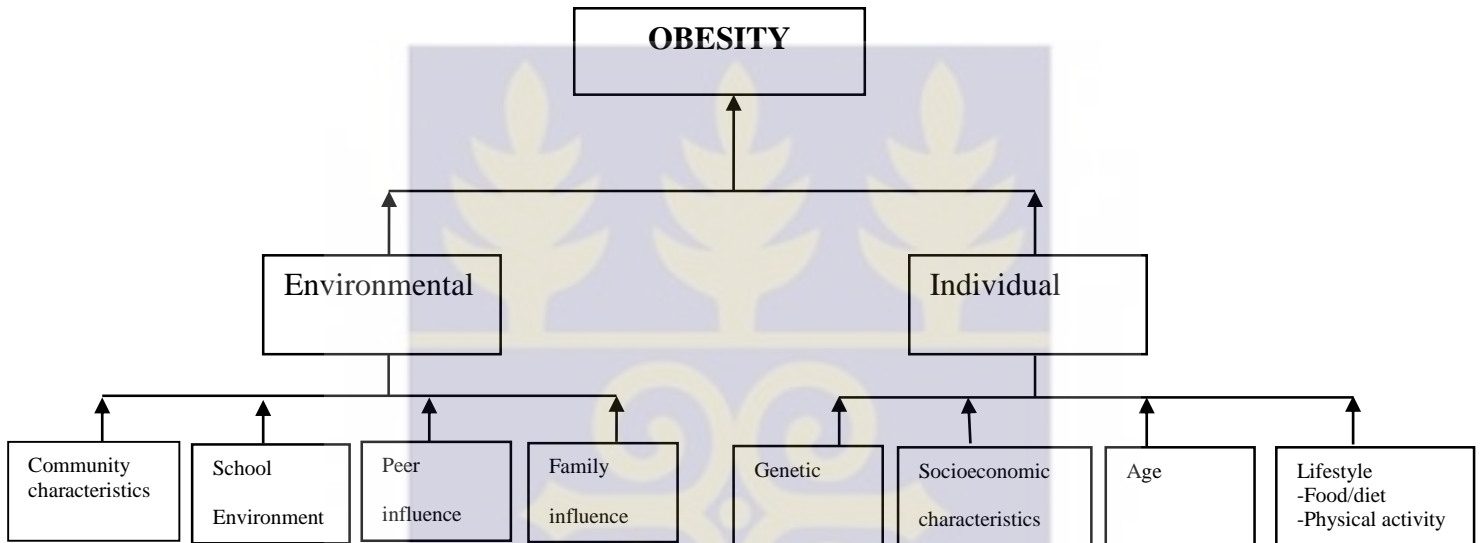 OBESITY
Environmental
Individual
Community
characteristics
School
Environment
Peer
influence
Family
influence
Genetic
Socioeconomic
characteristics
Age
Lifestyle
-Food/diet
-Physical activity